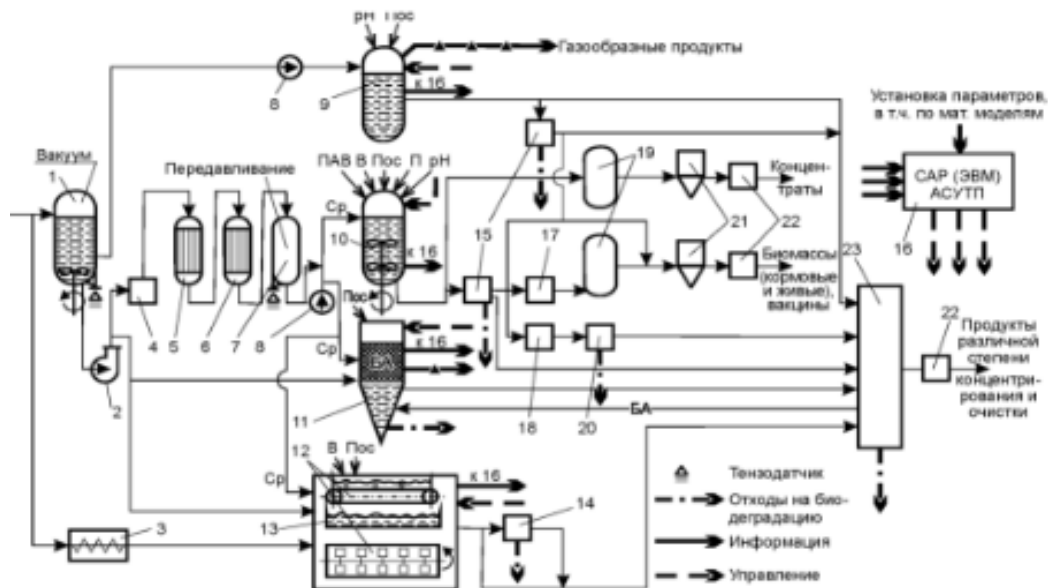 рН Пос
Газообразные продукты
к 16
8
9
Установка параметров,
в т.ч. по мат. моделям
Вакуум
1
Передавливание
ПАВ В Пос П рН
15
19
Концен-
траты
САР (ЭВМ)
АСУТП
16
Ср
10
к 16
21
22
15
17
Биомассы
(кормовые
и живые),
вакцины
23
4
5
6
7
8
Пос
Ср
к 16
БА
2
11
18
20
22
Продукты
различной
степени
концентри-
рования и
очистки
БА
В Пос
Ср
12
к 16
13
14
3
Тензодатчик
Отходы на био-
деградацию
Информация
Управление